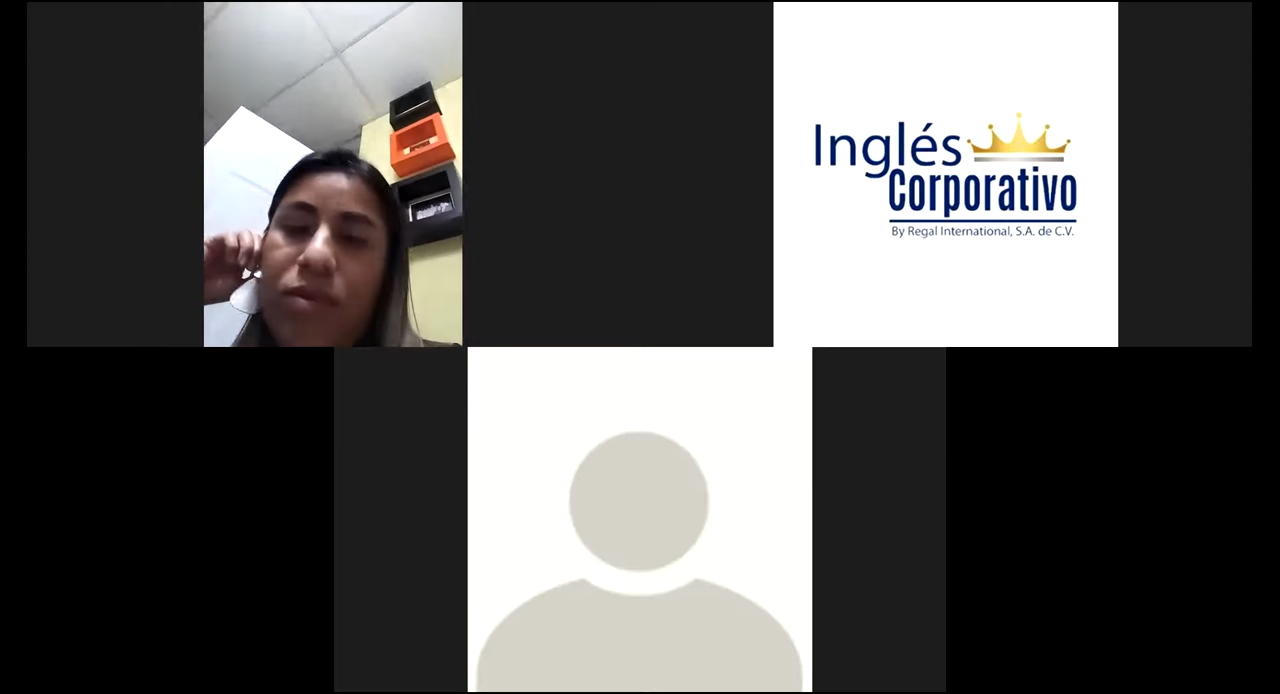 Inglés
Corporativo
By Regal International, S.A. de C.V.